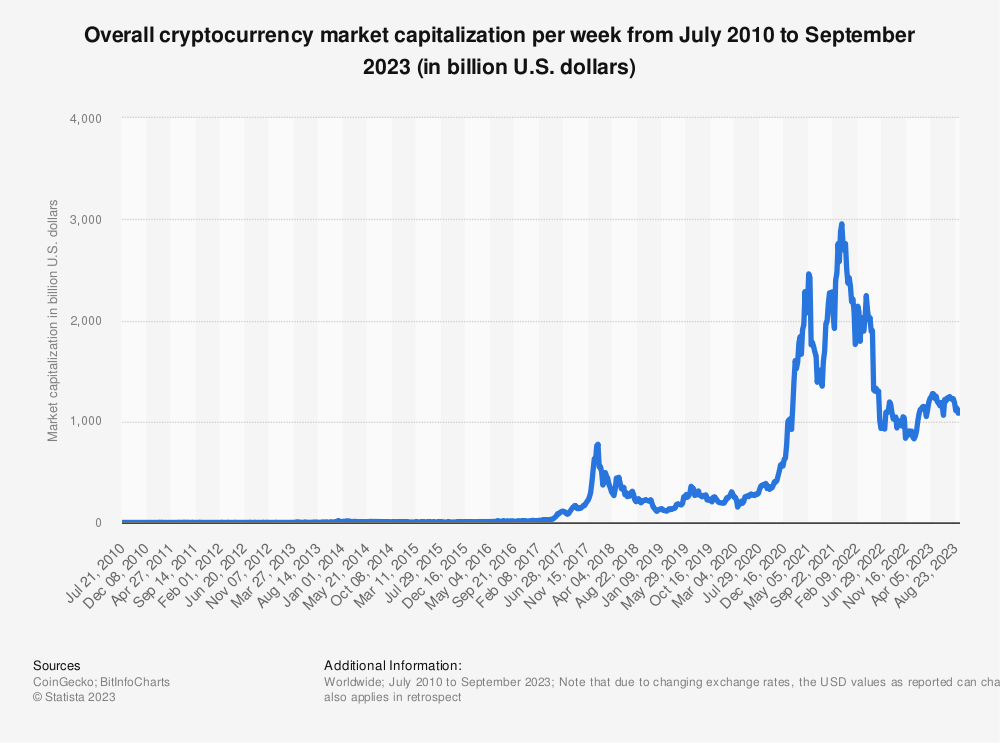 Overall cryptocurrency market capitalization per week from July 2010 to September
2023 (in billion U.S. dollars)
Market capitalization in billion U.S. dollars
4,000
3,000
2,000
1,000
0
Jul 21, 2010
Dec 08, 2010
Apr 27, 2011
Sep 14, 2011
Feb 01, 2012
Jun 20, 2012
Nov 07, 2012
Mar 27, 2013
Aug 14, 2013
Jan 01, 2014
May 21, 2014
Oct 08, 2014
Mar 11, 2015
Jul 29, 2015
Dec 16, 2015
May 04, 2016
Sep 21, 2016
Feb 08, 2017
Jun 28, 2017
Nov 15, 2017
Apr 04, 2018
Aug 22, 2018
Jan 09, 2019
May 29, 2019
Oct 16, 2019
Mar 04, 2020
Jul 29, 2020
Dec 16, 2020
May 05, 2021
Sep 22, 2021
Feb 09, 2022
Jun 29, 2022
Nov 16, 2022
Apr 05, 2023
Aug 23, 2023
Sources
CoinGecko; BitInfoCharts
© Statista 2023
Additional Information:
Worldwide; July 2010 to September 2023; Note that due to changing exchange rates, the USD values as reported can cha
also applies in retrospect